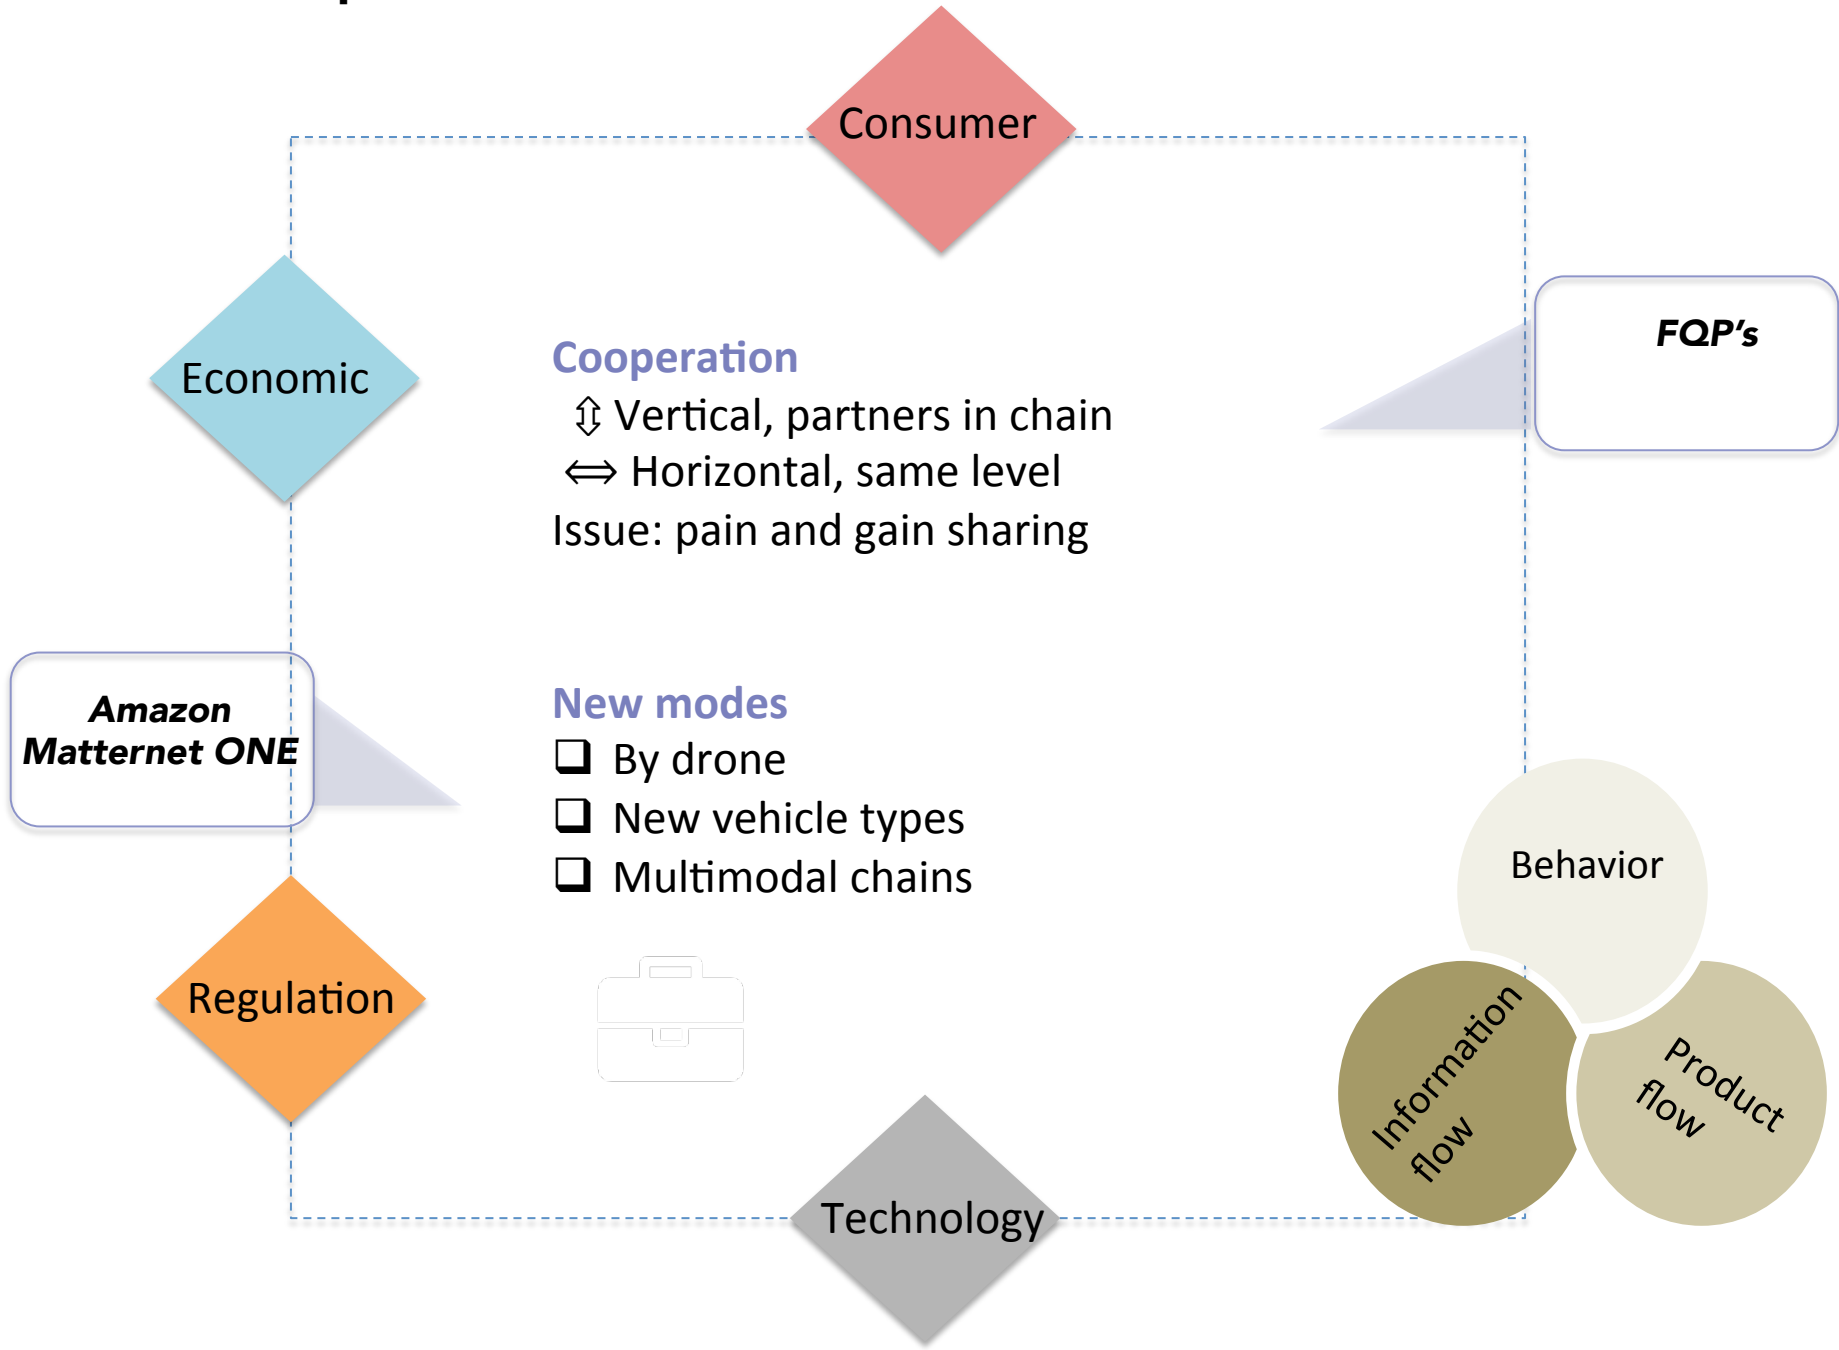 Consumer
Economic
Cooperation
⇕ Vertical, partners in chain
⇔ Horizontal, same level
Issue: pain and gain sharing
FQP's
Amazon
Matternet ONE
New modes
❑ By drone
❑ New vehicle types
❑ Multimodal chains
Regulation
Technology
Behavior
Information
flow
Product
flow